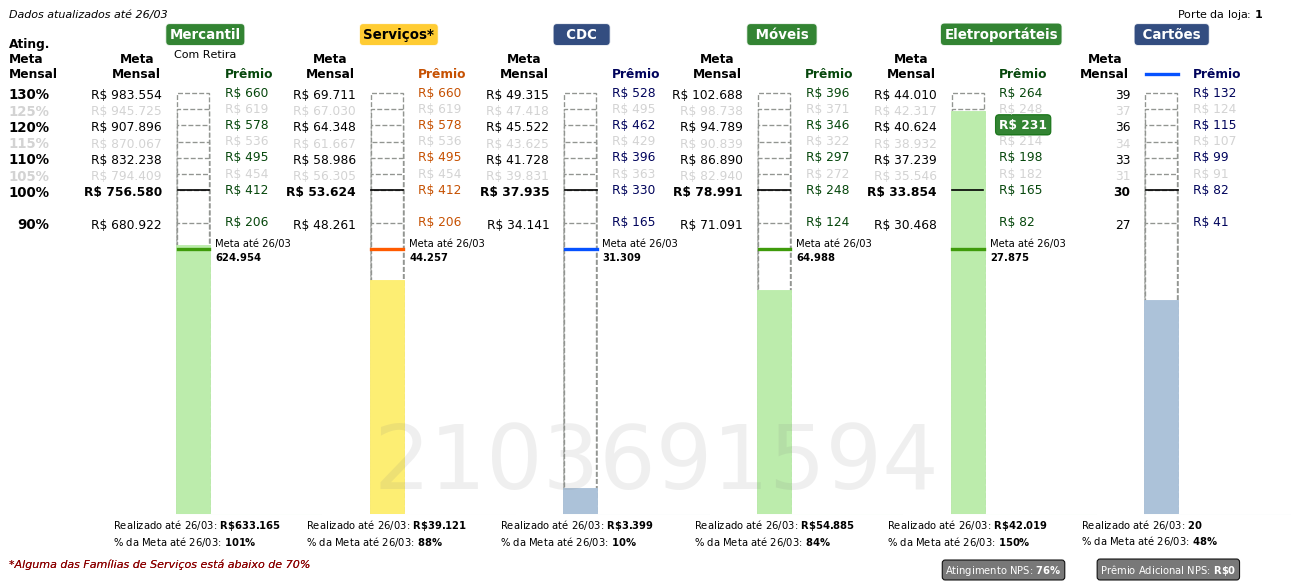 Dados atualizados até 26/03
Porte da loja: 1
Mercantil Serviços* CDC Móveis Eletroportáteis Cartões
Com Retira
Ating. Meta Mensal
Meta Mensal Prêmio Meta Mensal Prêmio Meta Mensal Prêmio Meta Mensal Prêmio Meta Mensal Prêmio Meta Mensal Prêmio
130% R$ 983.554 R$ 660 R$ 69.711 R$ 660 R$ 49.315 R$ 528 R$ 102.688 R$ 396 R$ 44.010 R$ 264 39 R$ 132
125% R$ 945.725 R$ 619 R$ 67.030 R$ 619 R$ 47.418 R$ 495 R$ 98.738 R$ 371 R$ 42.317 R$ 248 37 R$ 124
120% R$ 907.896 R$ 578 R$ 64.348 R$ 578 R$ 45.522 R$ 462 R$ 94.789 R$ 346 R$ 40.624 R$ 231 36 R$ 115
115% R$ 870.067 R$ 536 R$ 61.667 R$ 536 R$ 43.625 R$ 429 R$ 90.839 R$ 322 R$ 38.932 R$ 214 34 R$ 107
110% R$ 832.238 R$ 495 R$ 58.986 R$ 495 R$ 41.728 R$ 396 R$ 86.890 R$ 297 R$ 37.239 R$ 198 33 R$ 99
105% R$ 794.409 R$ 454 R$ 56.305 R$ 454 R$ 39.831 R$ 363 R$ 82.940 R$ 272 R$ 35.546 R$ 182 31 R$ 91
100% R$ 756.580 R$ 412 R$ 53.624 R$ 412 R$ 37.935 R$ 330 R$ 78.991 R$ 248 R$ 33.854 R$ 165 30 R$ 82
90% R$ 680.922 R$ 206 R$ 48.261 R$ 206 R$ 34.141 R$ 165 R$ 71.091 R$ 124 R$ 30.468 R$ 82 27 R$ 41
Meta até 26/03 Meta até 26/03 Meta até 26/03 Meta até 26/03 Meta até 26/03
624.954 44.257 31.309 64.988 27.875
2103691594
Realizado até 26/03: R$633.165 Realizado até 26/03: R$39.121 Realizado até 26/03: R$3.399 Realizado até 26/03: R$54.885 Realizado até 26/03: R$42.019 Realizado até 26/03: 20
% da Meta até 26/03: 101% % da Meta até 26/03: 88% % da Meta até 26/03: 10% % da Meta até 26/03: 84% % da Meta até 26/03: 150% % da Meta até 26/03: 48%
*Alguma das Famílias de Serviços está abaixo de 70%
Atingimento NPS: 76% Prêmio Adicional NPS: R$0